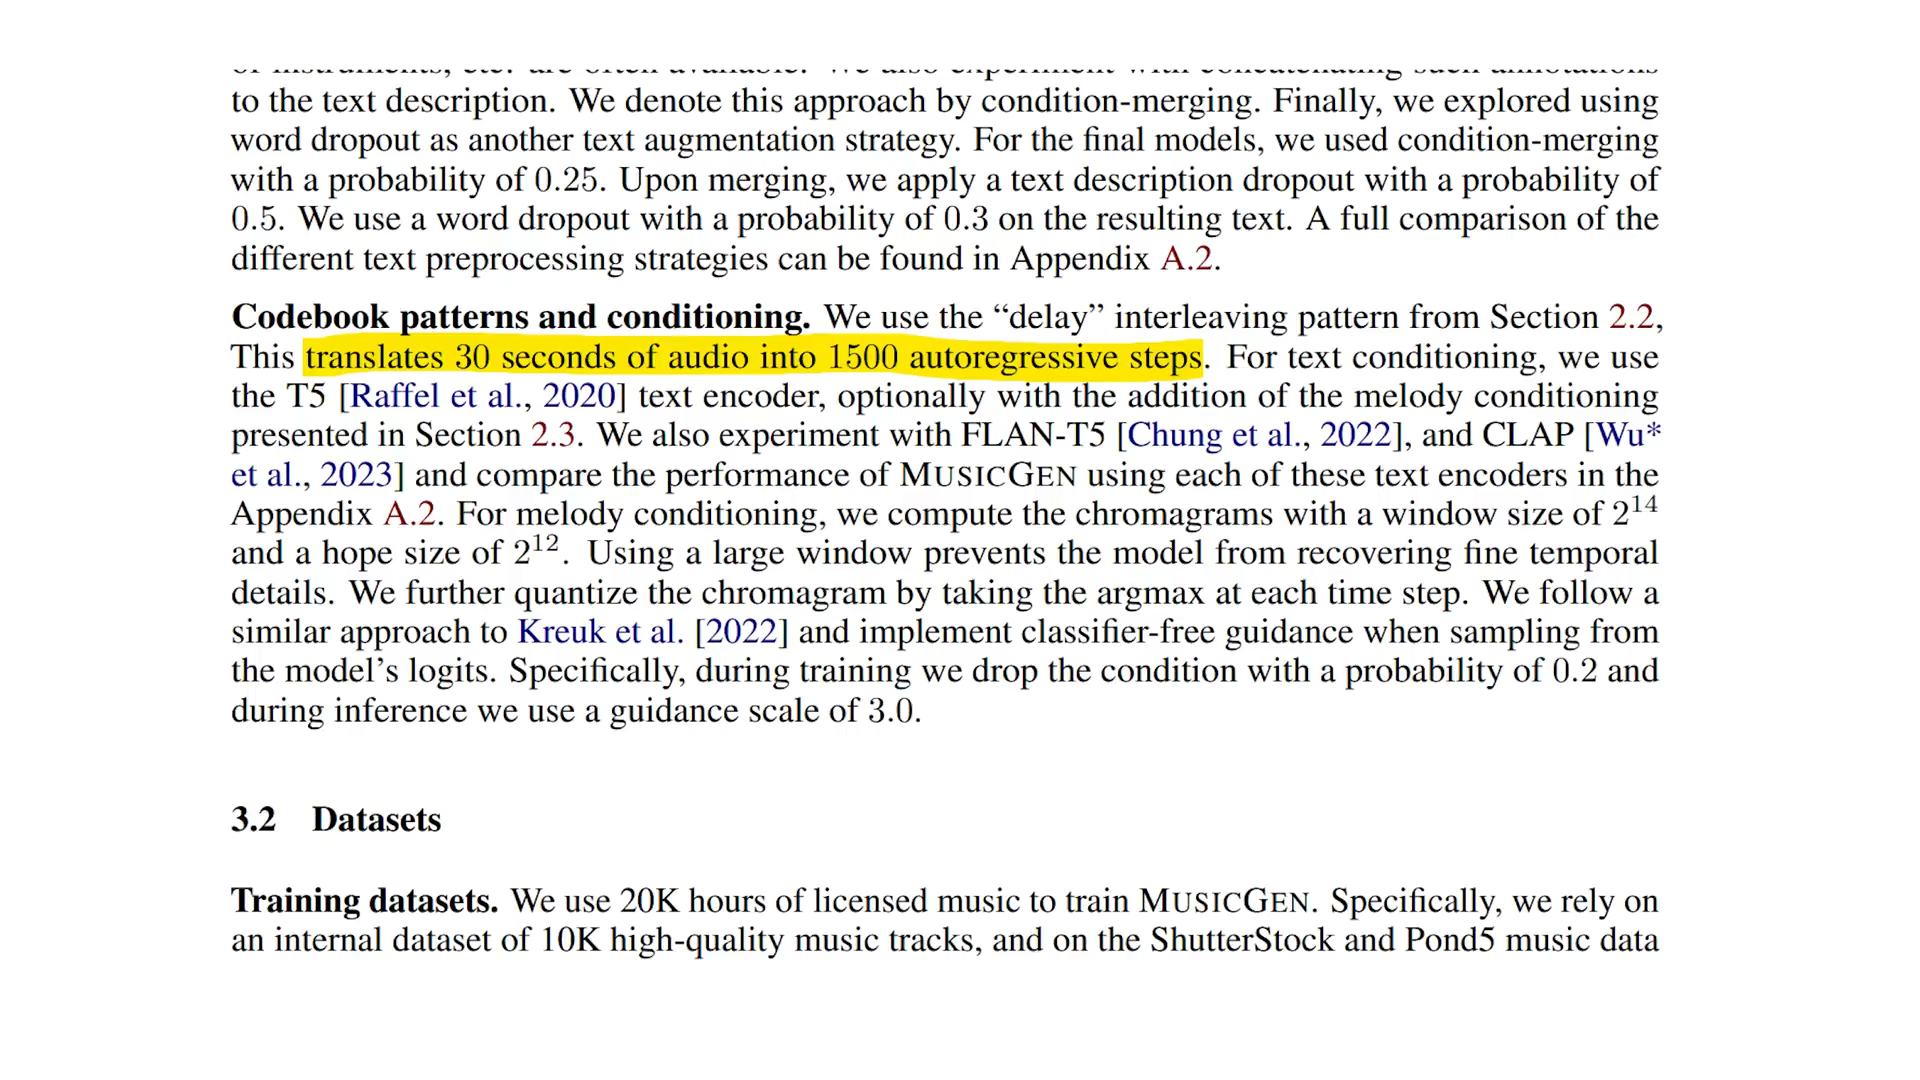 of instruments, etc. are often available. We also experiment with concatenating such annotations
to the text description. We denote this approach by condition-merging. Finally, we explored using
word dropout as another text augmentation strategy. For the final models, we used condition-merging
with a probability of 0.25. Upon merging, we apply a text description dropout with a probability of
0.5. We use a word dropout with a probability of 0.3 on the resulting text. A full comparison of the
different text preprocessing strategies can be found in Appendix A.2.
Codebook patterns and conditioning. We use the “delay” interleaving pattern from Section 2.2,
This translates 30 seconds of audio into 1500 autoregressive steps. For text conditioning, we use
the T5 [Raffel et al., 2020] text encoder, optionally with the addition of the melody conditioning
presented in Section 2.3. We also experiment with FLAN-T5 [Chung et al., 2022], and CLAP [Wu*
et al., 2023] and compare the performance of MUSICGEN using each of these text encoders in the
Appendix A.2. For melody conditioning, we compute the chromagrams with a window size of 2^14
and a hope size of 2^12. Using a large window prevents the model from recovering fine temporal
details. We further quantize the chromagram by taking the argmax at each time step. We follow a
similar approach to Kreuk et al. [2022] and implement classifier-free guidance when sampling from
the model’s logits. Specifically, during training we drop the condition with a probability of 0.2 and
during inference we use a guidance scale of 3.0.
3.2 Datasets
Training datasets. We use 20K hours of licensed music to train MUSICGEN. Specifically, we rely on
an internal dataset of 10K high-quality music tracks, and on the ShutterStock and Pond5 music data